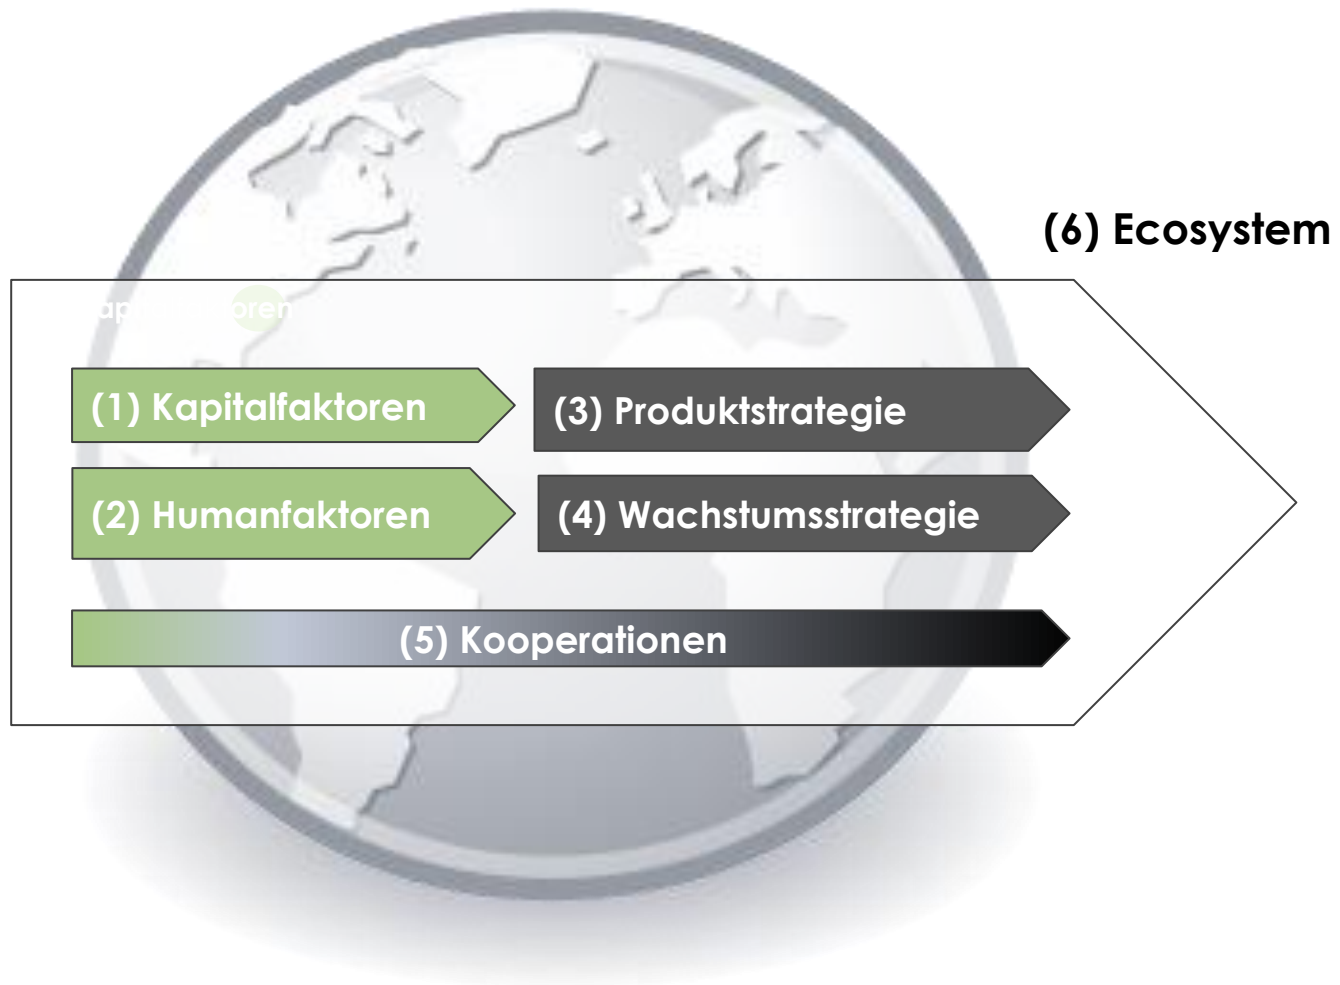 (6) Ecosystem
(1) Kapitalfaktoren
(3) Produktstrategie
(2) Humanfaktoren
(4) Wachstumsstrategie
(5) Kooperationen